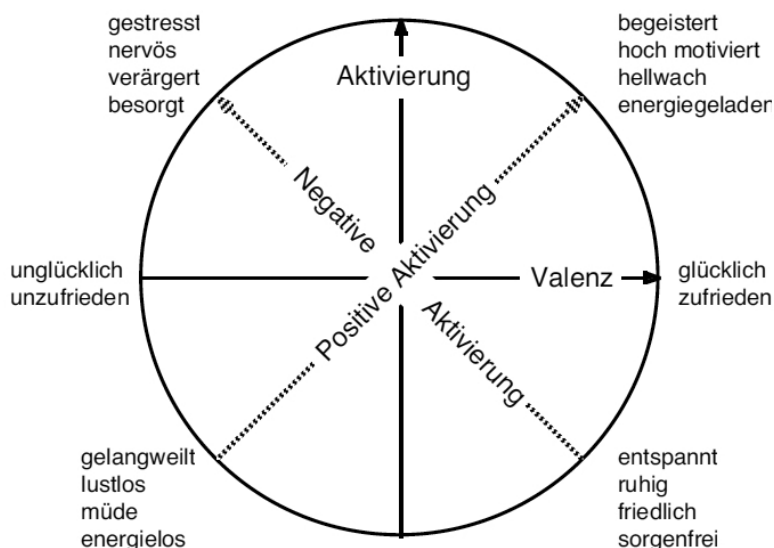 gestresst
nervös
verärgert
besorgt
begeistert
hoch motiviert
hellwach
energiegeladen
Aktivierung
Negative
Positive Aktivierung
Aktivierung
unglücklich
unzufrieden
Valenz
glücklich
zufrieden
gelangweilt
lustlos
müde
energielos
entspannt
ruhig
friedlich
sorgenfrei